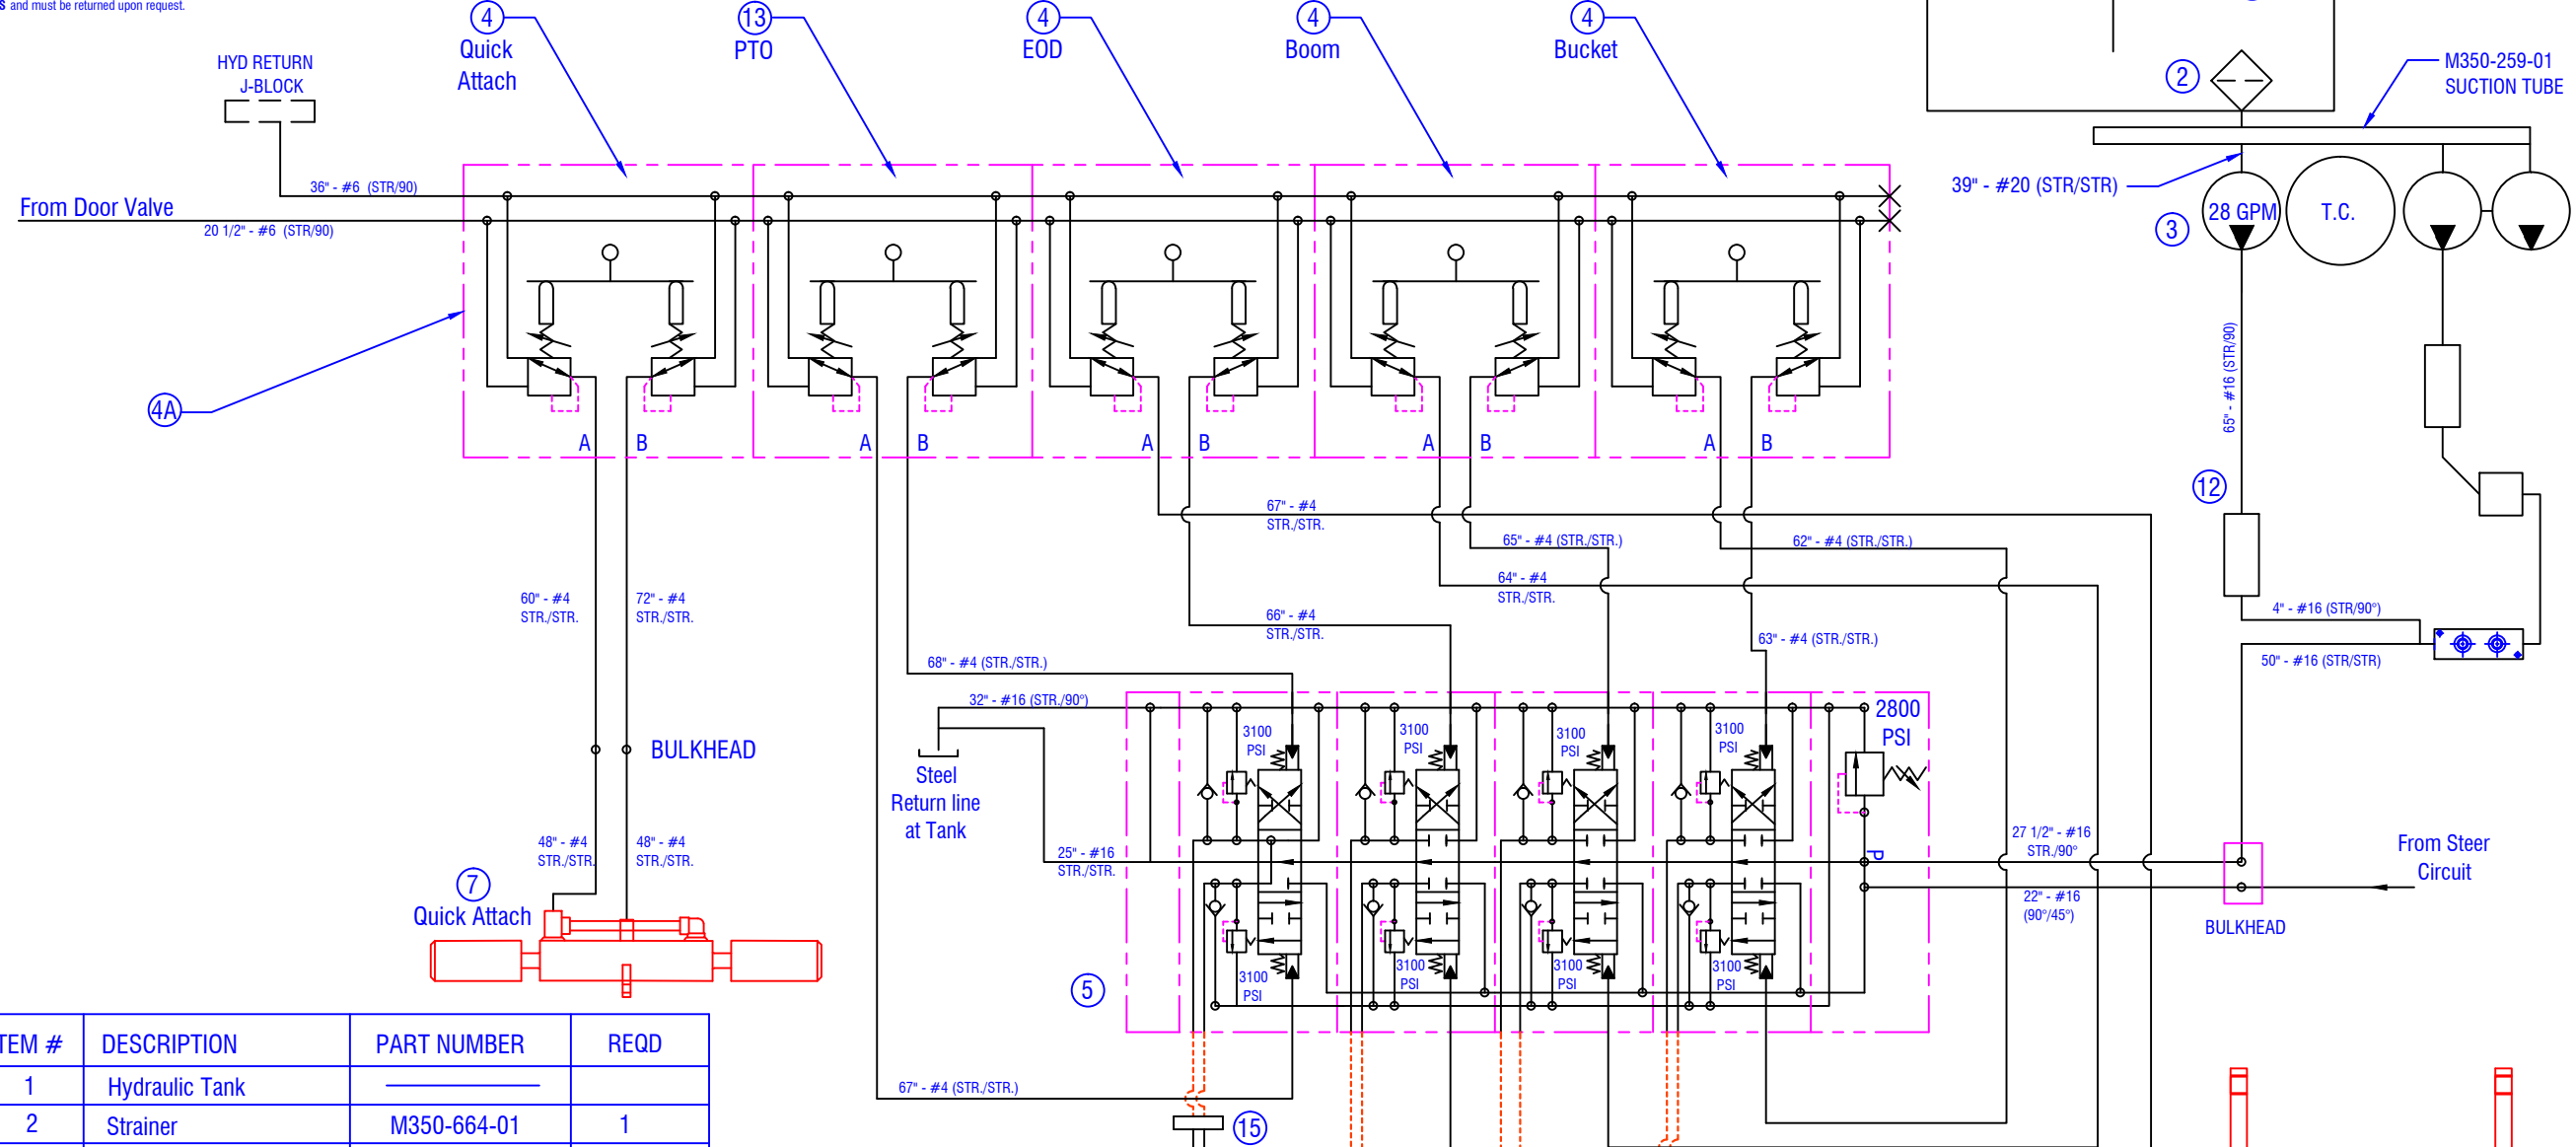 S and must be returned upon request.
4
Quick
Attach
13
PTO
4
EOD
4
Boom
4
Bucket
HYD RETURN
J-BLOCK
2
M350-259-01
SUCTION TUBE
36" - #6 (STR/90)
From Door Valve
20 1/2" - #6 (STR/90)
39" - #20 (STR/STR)
3
28 GPM
T.C.
65" - #16 (STR/90)
4A
A
B
A
B
A
B
A
B
A
B
12
67" - #4
STR./STR.
65" - #4 (STR./STR.)
62" - #4 (STR./STR.)
64" - #4
STR./STR.
60" - #4
STR./STR.
72" - #4
STR./STR.
66" - #4
STR./STR.
63" - #4 (STR./STR.)
4" - #16 (STR/90°)
50" - #16 (STR/STR)
68" - #4 (STR./STR.)
32" - #16 (STR./90°)
BULKHEAD
Steel
Return line
at Tank
3100
PSI
3100
PSI
3100
PSI
3100
PSI
2800
PSI
48" - #4
STR./STR.
48" - #4
STR./STR.
25" - #16
STR./STR.
P
27 1/2" - #16
STR./90°
From Steer
Circuit
22" - #16
(90°/45°)
BULKHEAD
7
Quick Attach
5
3100
PSI
3100
PSI
3100
PSI
3100
PSI
67" - #4 (STR./STR.)
15
TEM # DESCRIPTION PART NUMBER REQD
1 Hydraulic Tank
2 Strainer M350-664-01 1